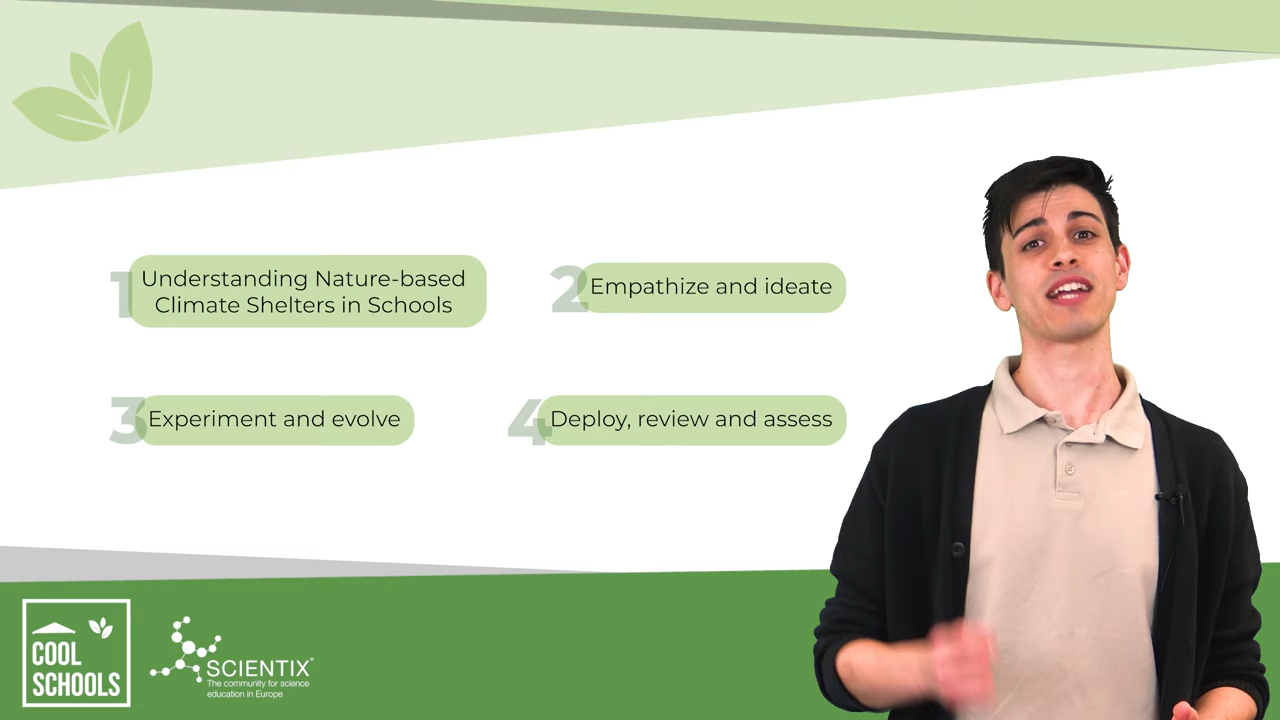 1
Understanding Nature-based
Climate Shelters in Schools
2
Empathize and ideate
3
Experiment and evolve
4
Deploy, review and assess
COOL
SCHOOLS
SCIENTIX®
The community for science
education in Europe